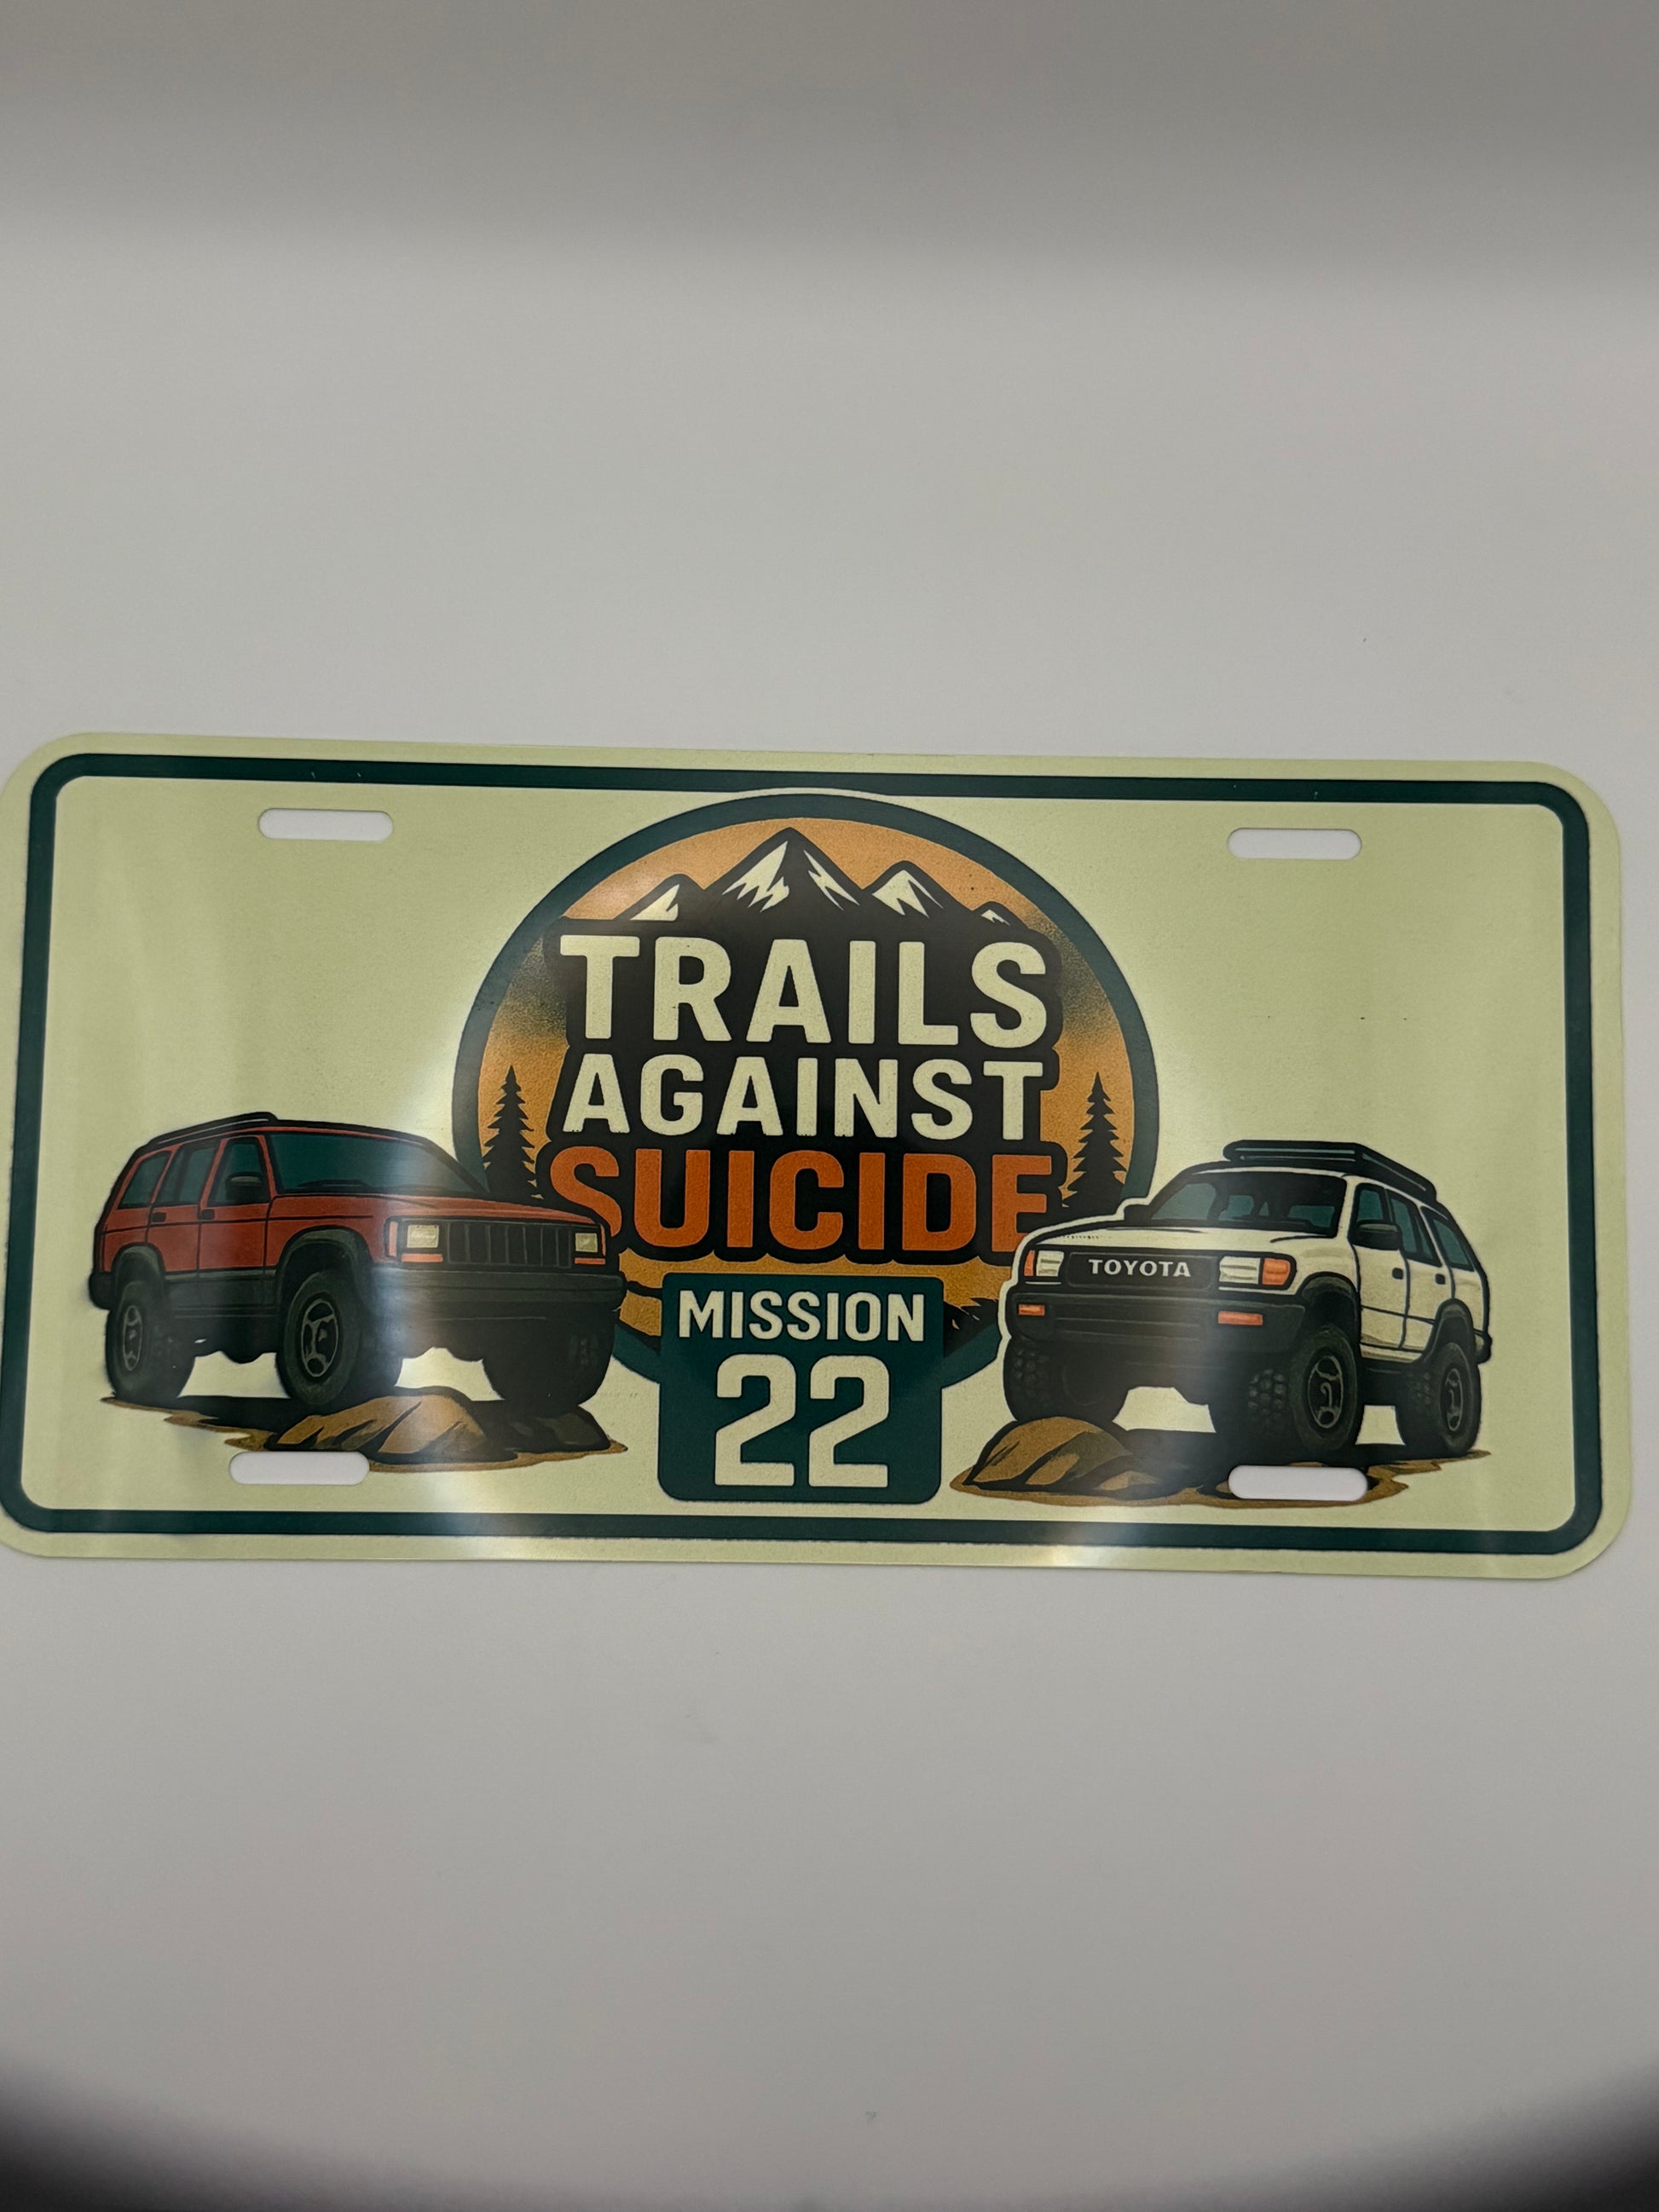 TRAILS
AGAINST
SUICIDE
TOYOTA
MISSION
22